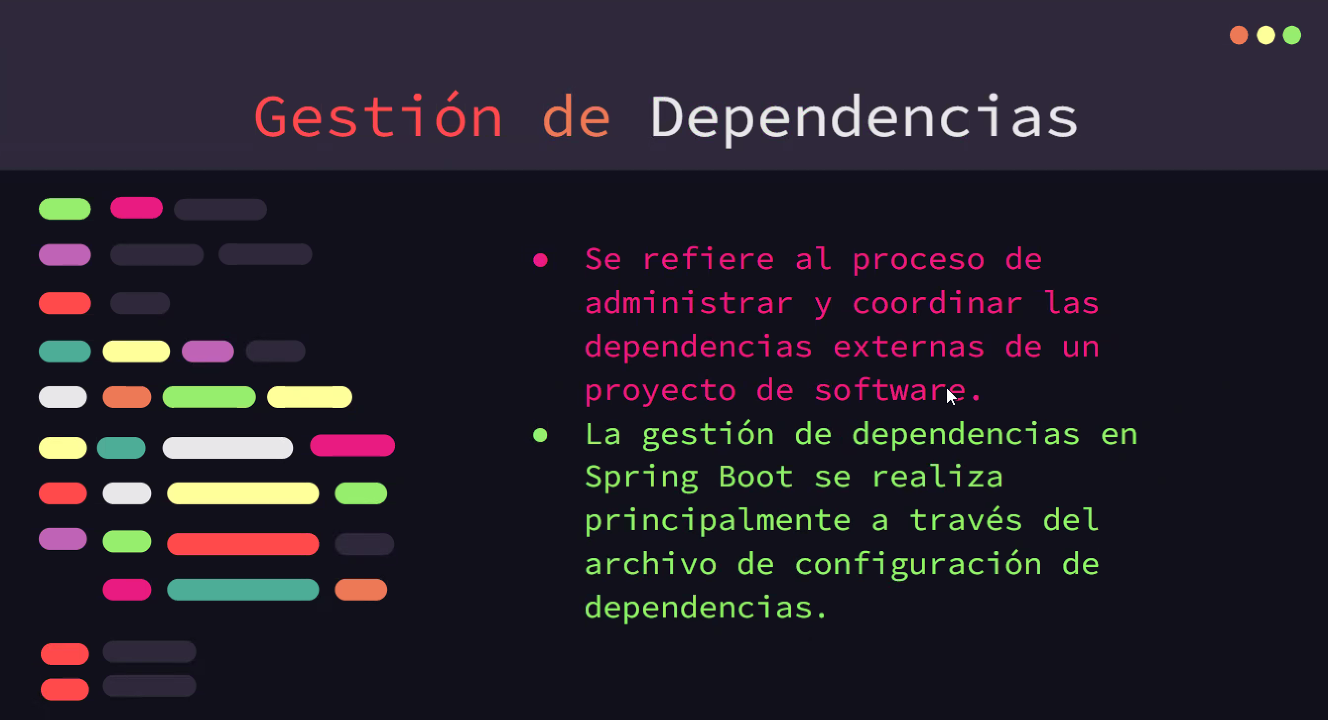 Gestión de Dependencias
Se refiere al proceso de
administrar y coordinar las
dependencias externas de un
proyecto de software.
La gestión de dependencias en
Spring Boot se realiza
principalmente a través del
archivo de configuración de
dependencias.